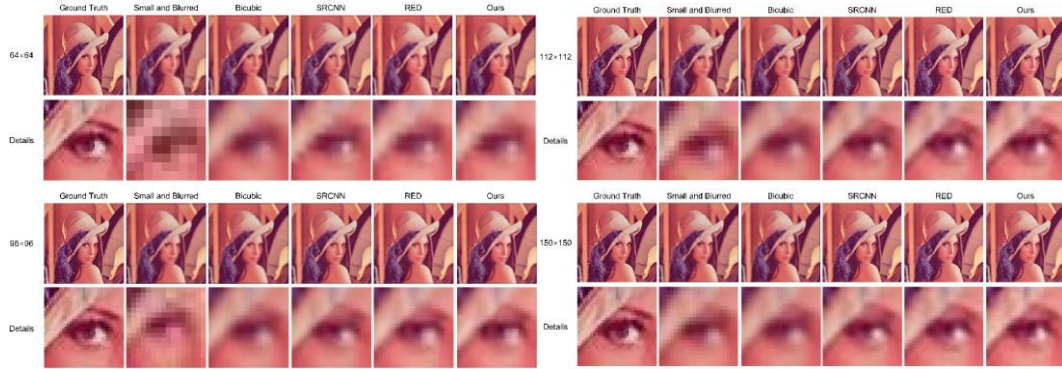 Ground Truth Small and Blurred Bicubic SRCNN RED Ours
64×64
Details
Ground Truth Small and Blurred Bicubic SRCNN RED Ours
112×112
Details
Ground Truth Small and Blurred Bicubic SRCNN RED Ours
96×96
Details
Ground Truth Small and Blurred Bicubic SRCNN RED Ours
150×150
Details